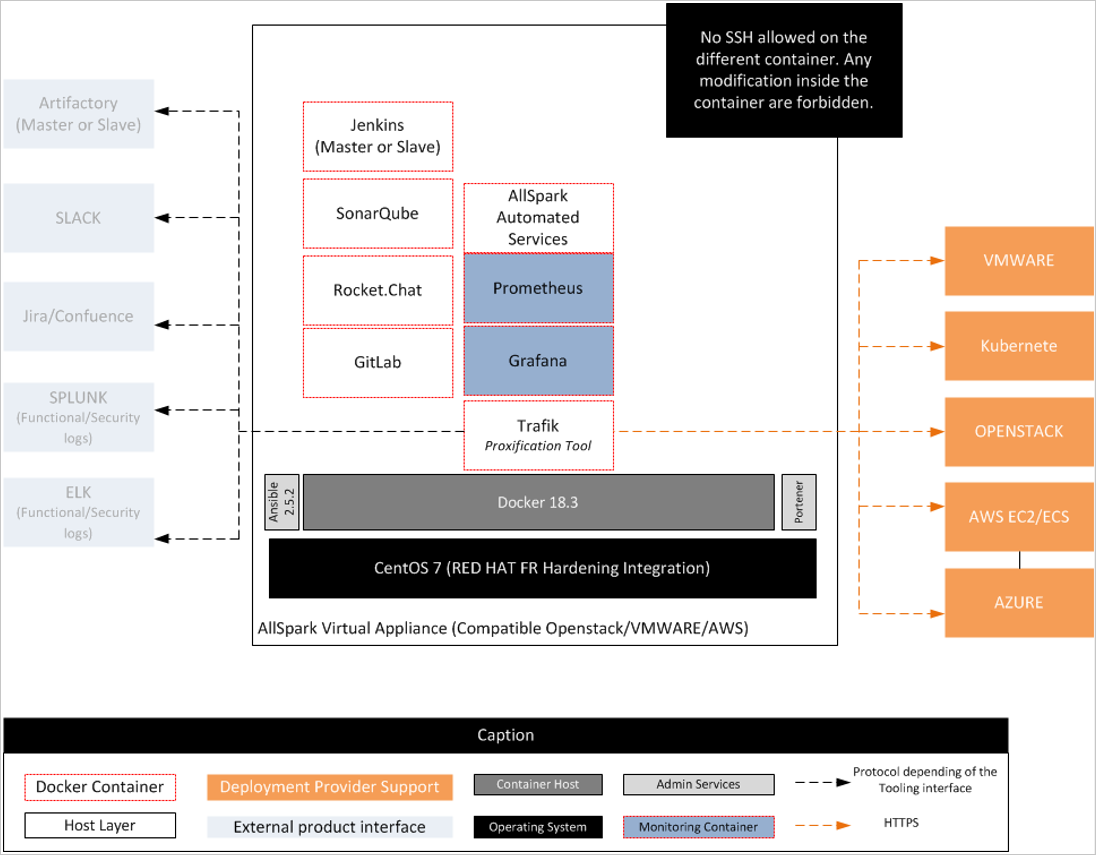 No SSH allowed on the
different container. Any
modification inside the
container are forbidden.
Artifactory
(Master or Slave)
SLACK
Jira/Confuence
SPLUNK
(Functional/Security
logs)
ELK
(Functional/Security
logs)
Jenkins
(Master or Slave)
SonarQube
Rocket.Chat
GitLab
AllSpark
Automated
Services
Prometheus
Grafana
Trafik
Proxification Tool
VMWARE
Kubernete
OPENSTACK
AWS EC2/ECS
AZURE
Ansible
2.5.2
Docker 18.3
Portener
CentOS 7 (RED HAT FR Hardening Integration)
AllSpark Virtual Appliance (Compatible Openstack/VMWARE/AWS)
Caption
Docker Container
Deployment Provider Support
Container Host
Admin Services
Protocol depending of the
Tooling interface
Host Layer
External product interface
Operating System
Monitoring Container
HTTPS